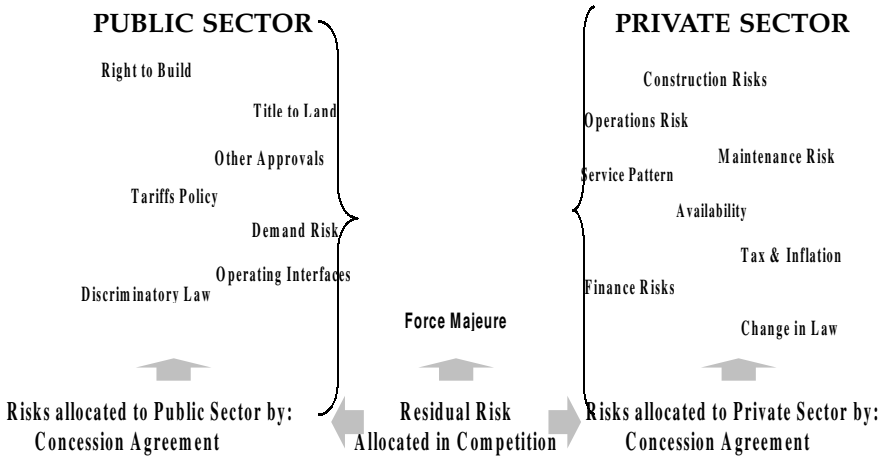 PUBLIC SECTOR
Right to Build
Title to Land
Other Approvals
Tariffs Policy
Demand Risk
Operating Interfaces
Discriminatory Law
Risks allocated to Public Sector by:
Concession Agreement
Force Majeure
Residual Risk
Allocated in Competition
PRIVATE SECTOR
Construction Risks
Operations Risk
Maintenance Risk
Service Pattern
Availability
Tax & Inflation
Finance Risks
Change in Law
Risks allocated to Private Sector by:
Concession Agreement